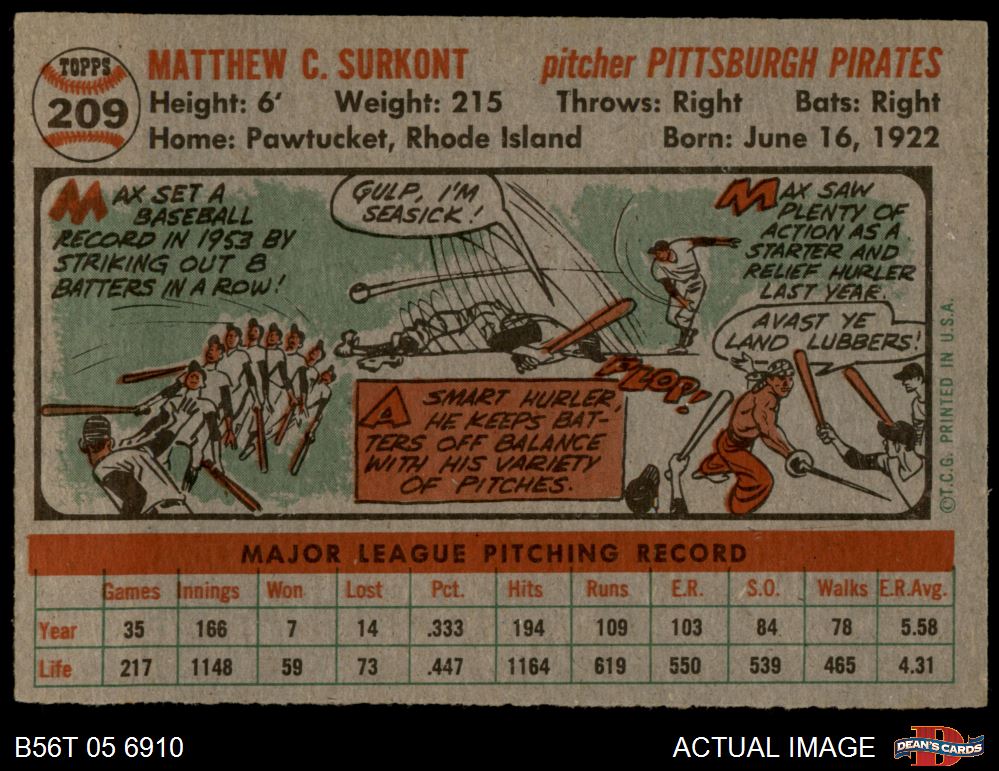 TOPPS
209
MATTHEW C. SURKONT
pitcher PITTSBURGH PIRATES
Height: 6' Weight: 215 Throws: Right Bats: Right
Home: Pawtucket, Rhode Island Born: June 16, 1922
MAX SET A
BASEBALL
RECORD IN 1953 BY
STRIKING OUT 8
BATTERS IN A ROW!
GULP, I'M
SEASICK!
FLOP!
A SMART HURLER,
HE KEEPS BAT-
TERS OFF BALANCE
WITH HIS VARIETY
OF PITCHES.
MAX SAW
PLENTY OF
ACTION AS A
STARTER AND
RELIEF HURLER
LAST YEAR.
AVAST YE
LAND LUBBERS!
©T.C.G. PRINTED IN U.S.A.
MAJOR LEAGUE PITCHING RECORD
Games Innings Won Lost Pct. Hits Runs E.R. S.O. Walks E.R.Avg.
Year 35 166 7 14 .333 194 109 103 84 78 5.58
Life 217 1148 59 73 .447 1164 619 550 539 465 4.31
B56T 05 6910
ACTUAL IMAGE
DEAN'S CARDS